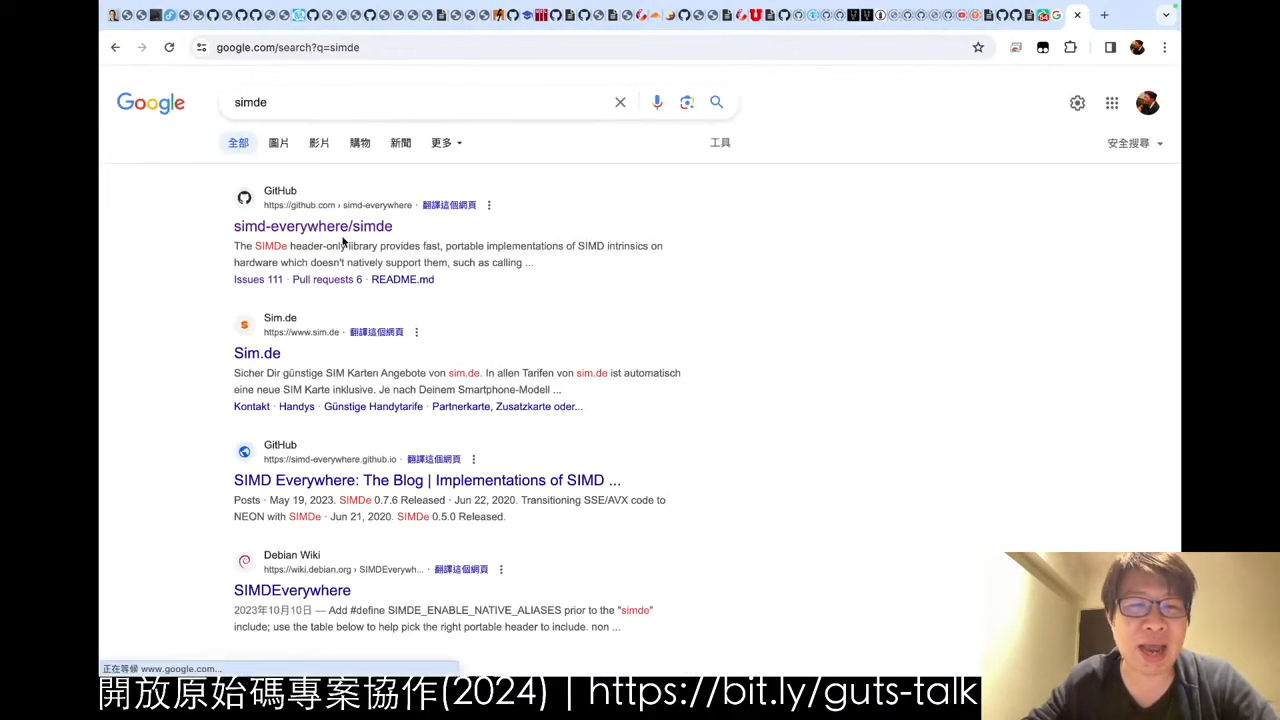 google.com/search?q=simde
Google
simde
全部
圖片
影片
購物
新聞
更多
工具
安全搜尋
GitHub
https://github.com › simd-everywhere · 翻譯這個網頁
simd-everywhere/simde
The SIMDe header-only library provides fast, portable implementations of SIMD intrinsics on
hardware which doesn't natively support them, such as calling ...
Issues 111 · Pull requests 6 · README.md
Sim.de
https://www.sim.de · 翻譯這個網頁
Sim.de
Sicher Dir günstige SIM Karten Angebote von sim.de. In allen Tarifen von sim.de ist automatisch
eine neue SIM Karte inklusive. Je nach Deinem Smartphone-Modell ...
Kontakt · Handys · Günstige Handytarife · Partnerkarte, Zusatzkarte oder...
GitHub
https://simd-everywhere.github.io · 翻譯這個網頁
SIMD Everywhere: The Blog | Implementations of SIMD ...
Posts · May 19, 2023. SIMDe 0.7.6 Released · Jun 22, 2020. Transitioning SSE/AVX code to
NEON with SIMDe · Jun 21, 2020. SIMDe 0.5.0 Released.
Debian Wiki
https://wiki.debian.org › SIMDEverywh... · 翻譯這個網頁
SIMDEverywhere
2023年10月10日 — Add #define SIMDE_ENABLE_NATIVE_ALIASES prior to the "simde"
include; use the table below to help pick the right portable header to include. non ...
正在等候 www.google.com...
開放原始碼專案協作(2024) | https://bit.ly/guts-talk